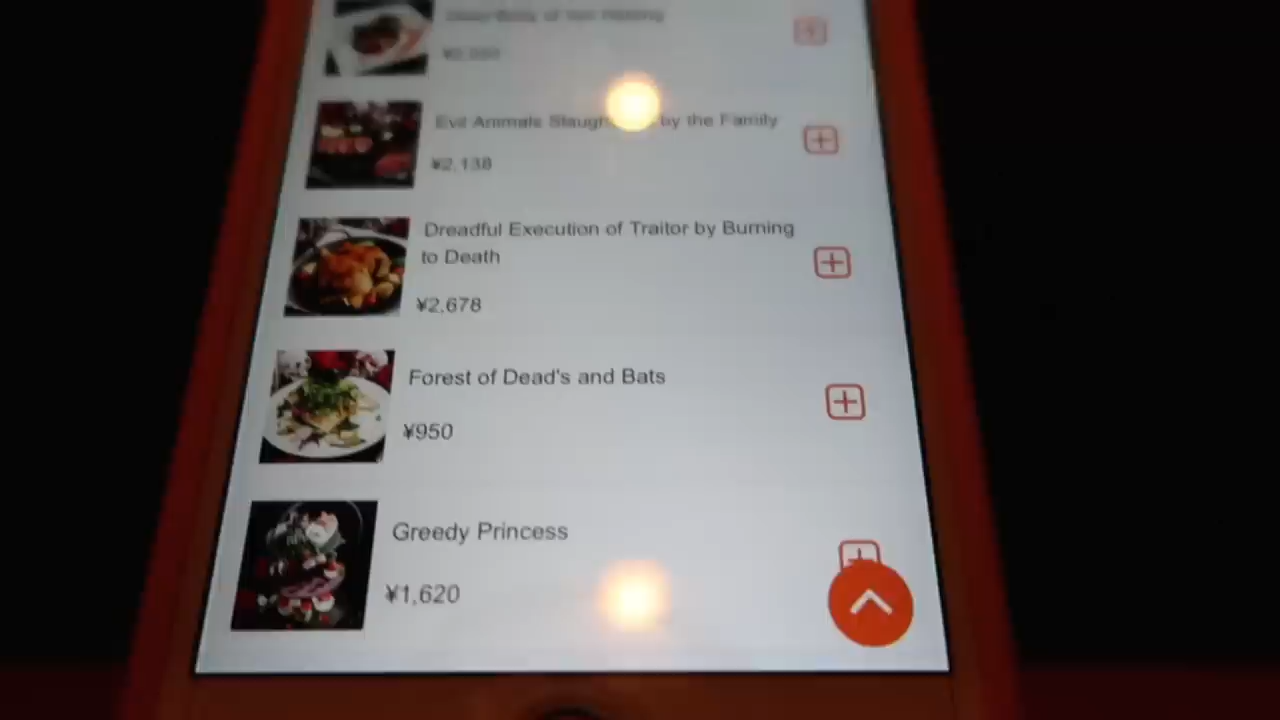 Evil Animals Slaugh by the Family
¥2,138
Dreadful Execution of Traitor by Burning
to Death
¥2,678
Forest of Dead's and Bats
¥950
Greedy Princess
¥1,620